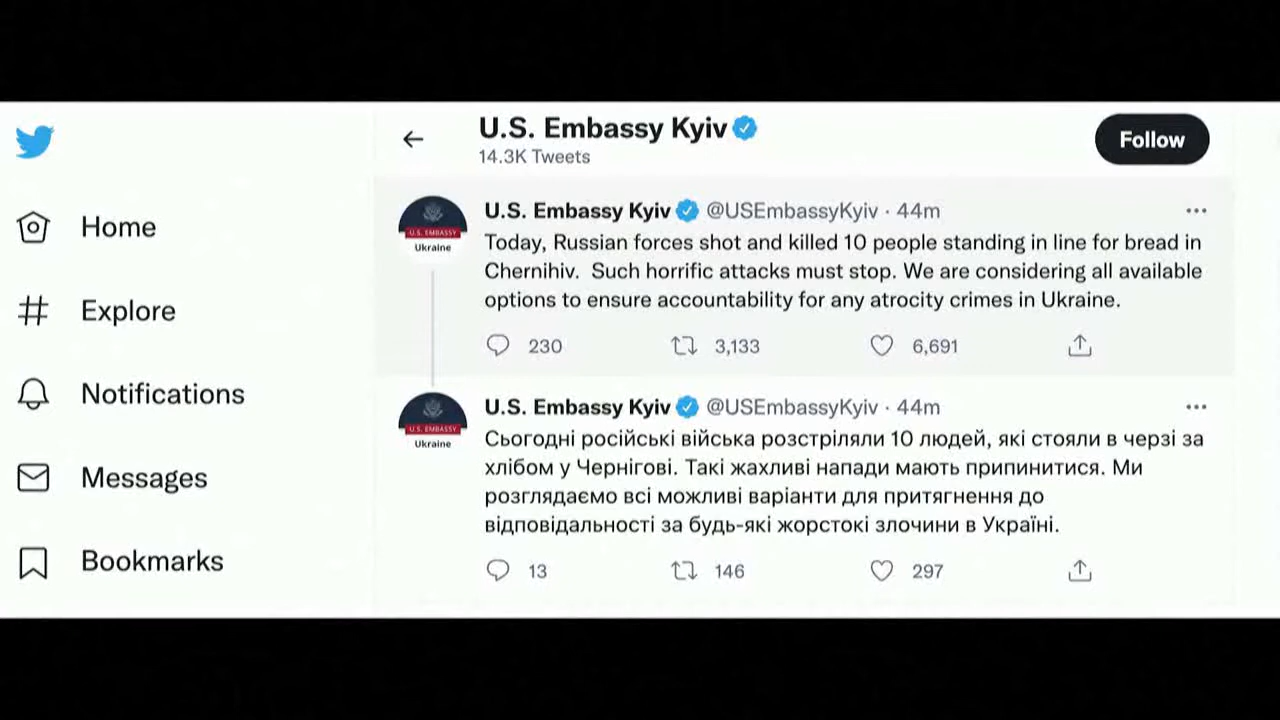 U.S. Embassy Kyiv
14.3K Tweets
Follow
Home
Explore
Notifications
Messages
Bookmarks
U.S. EMBASSY
Ukraine
U.S. Embassy Kyiv @USEmbassyKyiv · 44m
Today, Russian forces shot and killed 10 people standing in line for bread in
Chernihiv.  Such horrific attacks must stop. We are considering all available
options to ensure accountability for any atrocity crimes in Ukraine.
230 3,133 6,691
U.S. EMBASSY
Ukraine
U.S. Embassy Kyiv @USEmbassyKyiv · 44m
Сьогодні російські війська розстріляли 10 людей, які стояли в черзі за
хлібом у Чернігові. Такі жахливі напади мають припинитися. Ми
розглядаємо всі можливі варіанти для притягнення до
відповідальності за будь-які жорстокі злочини в Україні.
13 146 297